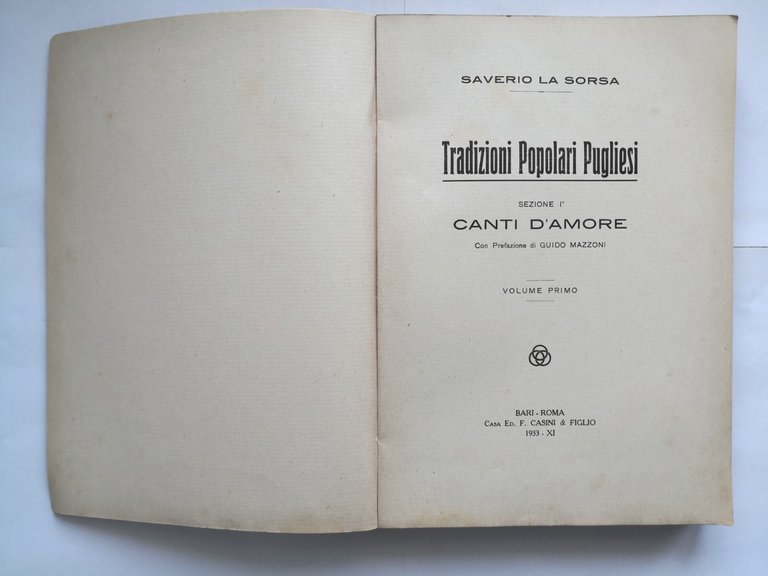 SAVERIO LA SORSA
Tradizioni Popolari Pugliesi
SEZIONE I'
CANTI D'AMORE
Con Prefazione di GUIDO MAZZONI
VOLUME PRIMO
BARI - ROMA
CASA ED. F. CASINI & FIGLIO
1933 - XI